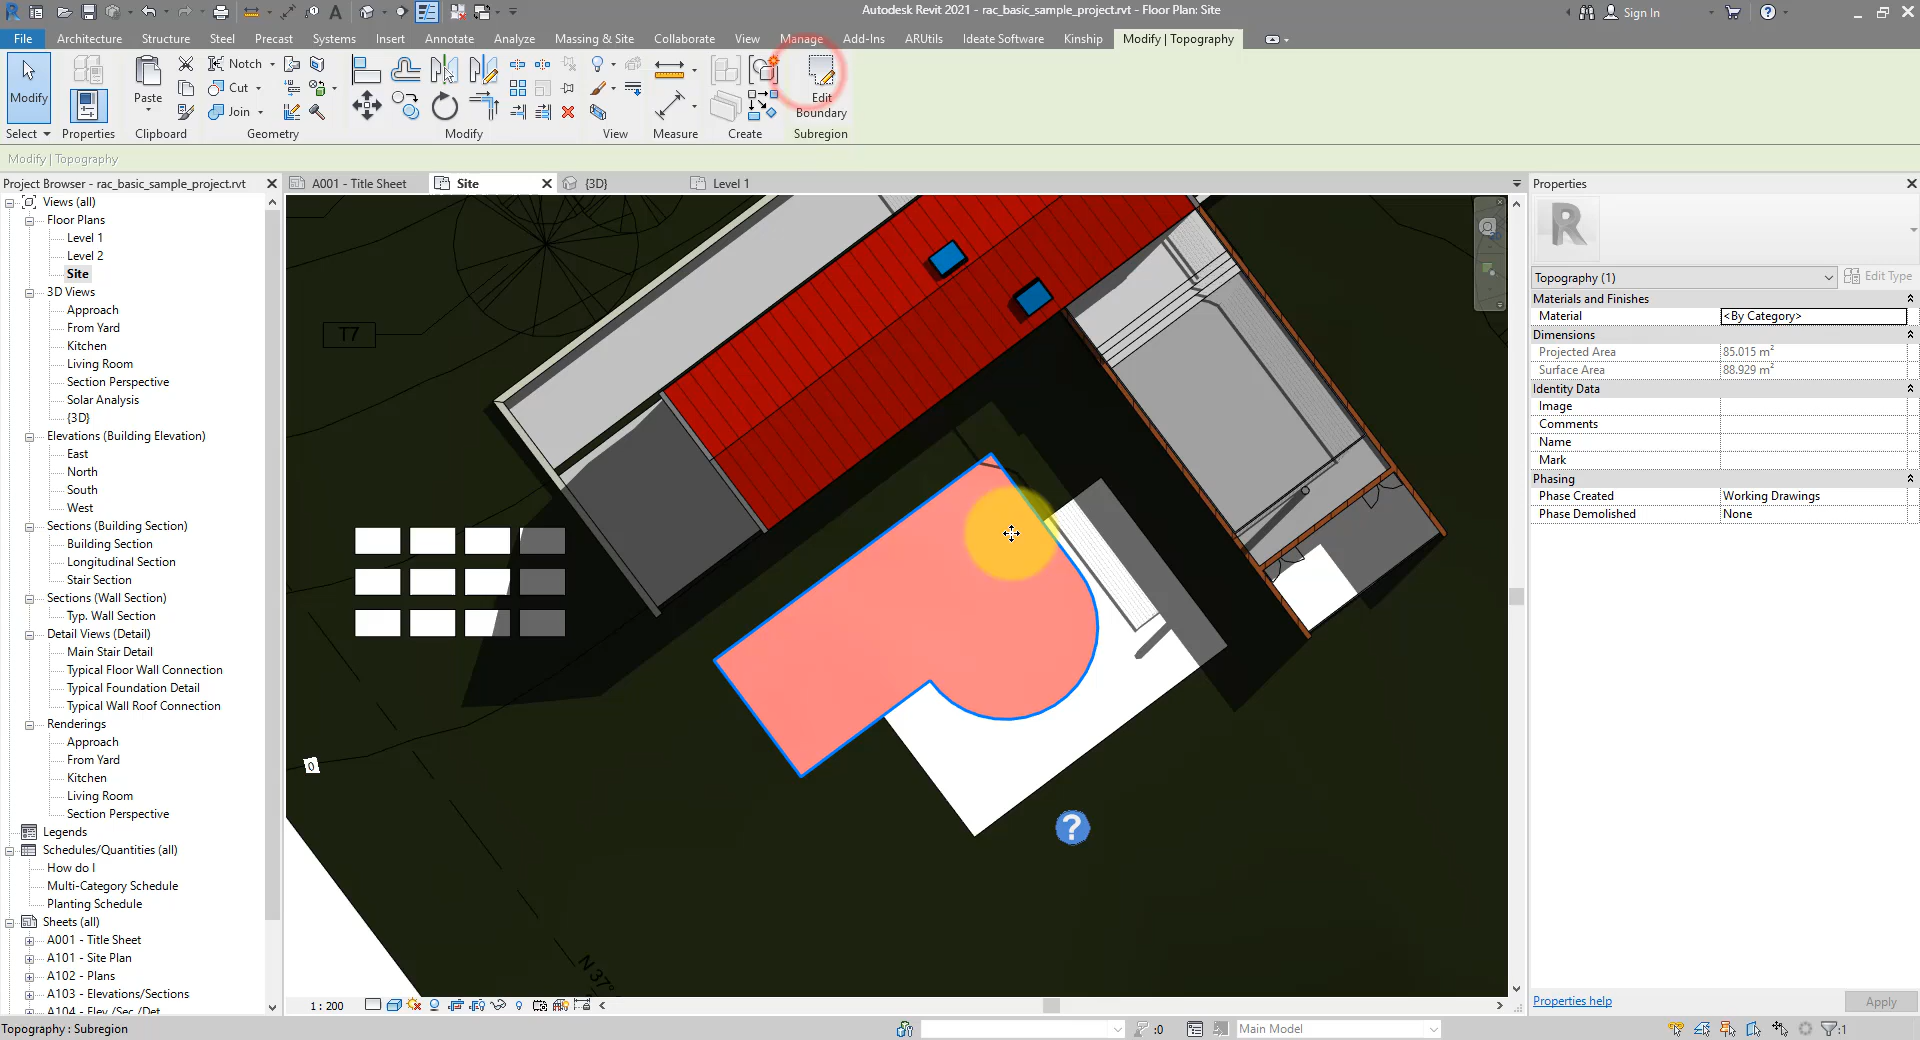 Autodesk Revit 2021 - rac_basic_sample_project.rvt - Floor Plan: Site
Sign In
File
Architecture
Structure
Steel
Precast
Systems
Insert
Annotate
Analyze
Massing & Site
Collaborate
View
Manage
Add-Ins
ARUtils
Ideate Software
Kinship
Modify | Topography
Modify
Paste
Notch
Cut
Join
Edit
Boundary
Select
Properties
Clipboard
Geometry
Modify
View
Measure
Create
Subregion
Modify | Topography
Project Browser - rac_basic_sample_project.rvt
Views (all)
Floor Plans
Level 1
Level 2
Site
3D Views
Approach
From Yard
Kitchen
Living Room
Section Perspective
Solar Analysis
{3D}
Elevations (Building Elevation)
East
North
South
West
Sections (Building Section)
Building Section
Longitudinal Section
Stair Section
Sections (Wall Section)
Typ. Wall Section
Detail Views (Detail)
Main Stair Detail
Typical Floor Wall Connection
Typical Foundation Detail
Typical Wall Roof Connection
Renderings
Approach
From Yard
Kitchen
Living Room
Section Perspective
Legends
Schedules/Quantities (all)
How do I
Multi-Category Schedule
Planting Schedule
Sheets (all)
A001 - Title Sheet
A101 - Site Plan
A102 - Plans
A103 - Elevations/Sections
A104 - Elev./Sec./Det.
A001 - Title Sheet
Site
{3D}
Level 1
T7
0
N 37°
?
1 : 200
Properties
Topography (1)
Edit Type
Materials and Finishes
Material
<By Category>
Dimensions
Projected Area
85.015 m²
Surface Area
88.929 m²
Identity Data
Image
Comments
Name
Mark
Phasing
Phase Created
Working Drawings
Phase Demolished
None
Properties help
Apply
Topography : Subregion
:0
Main Model
:1